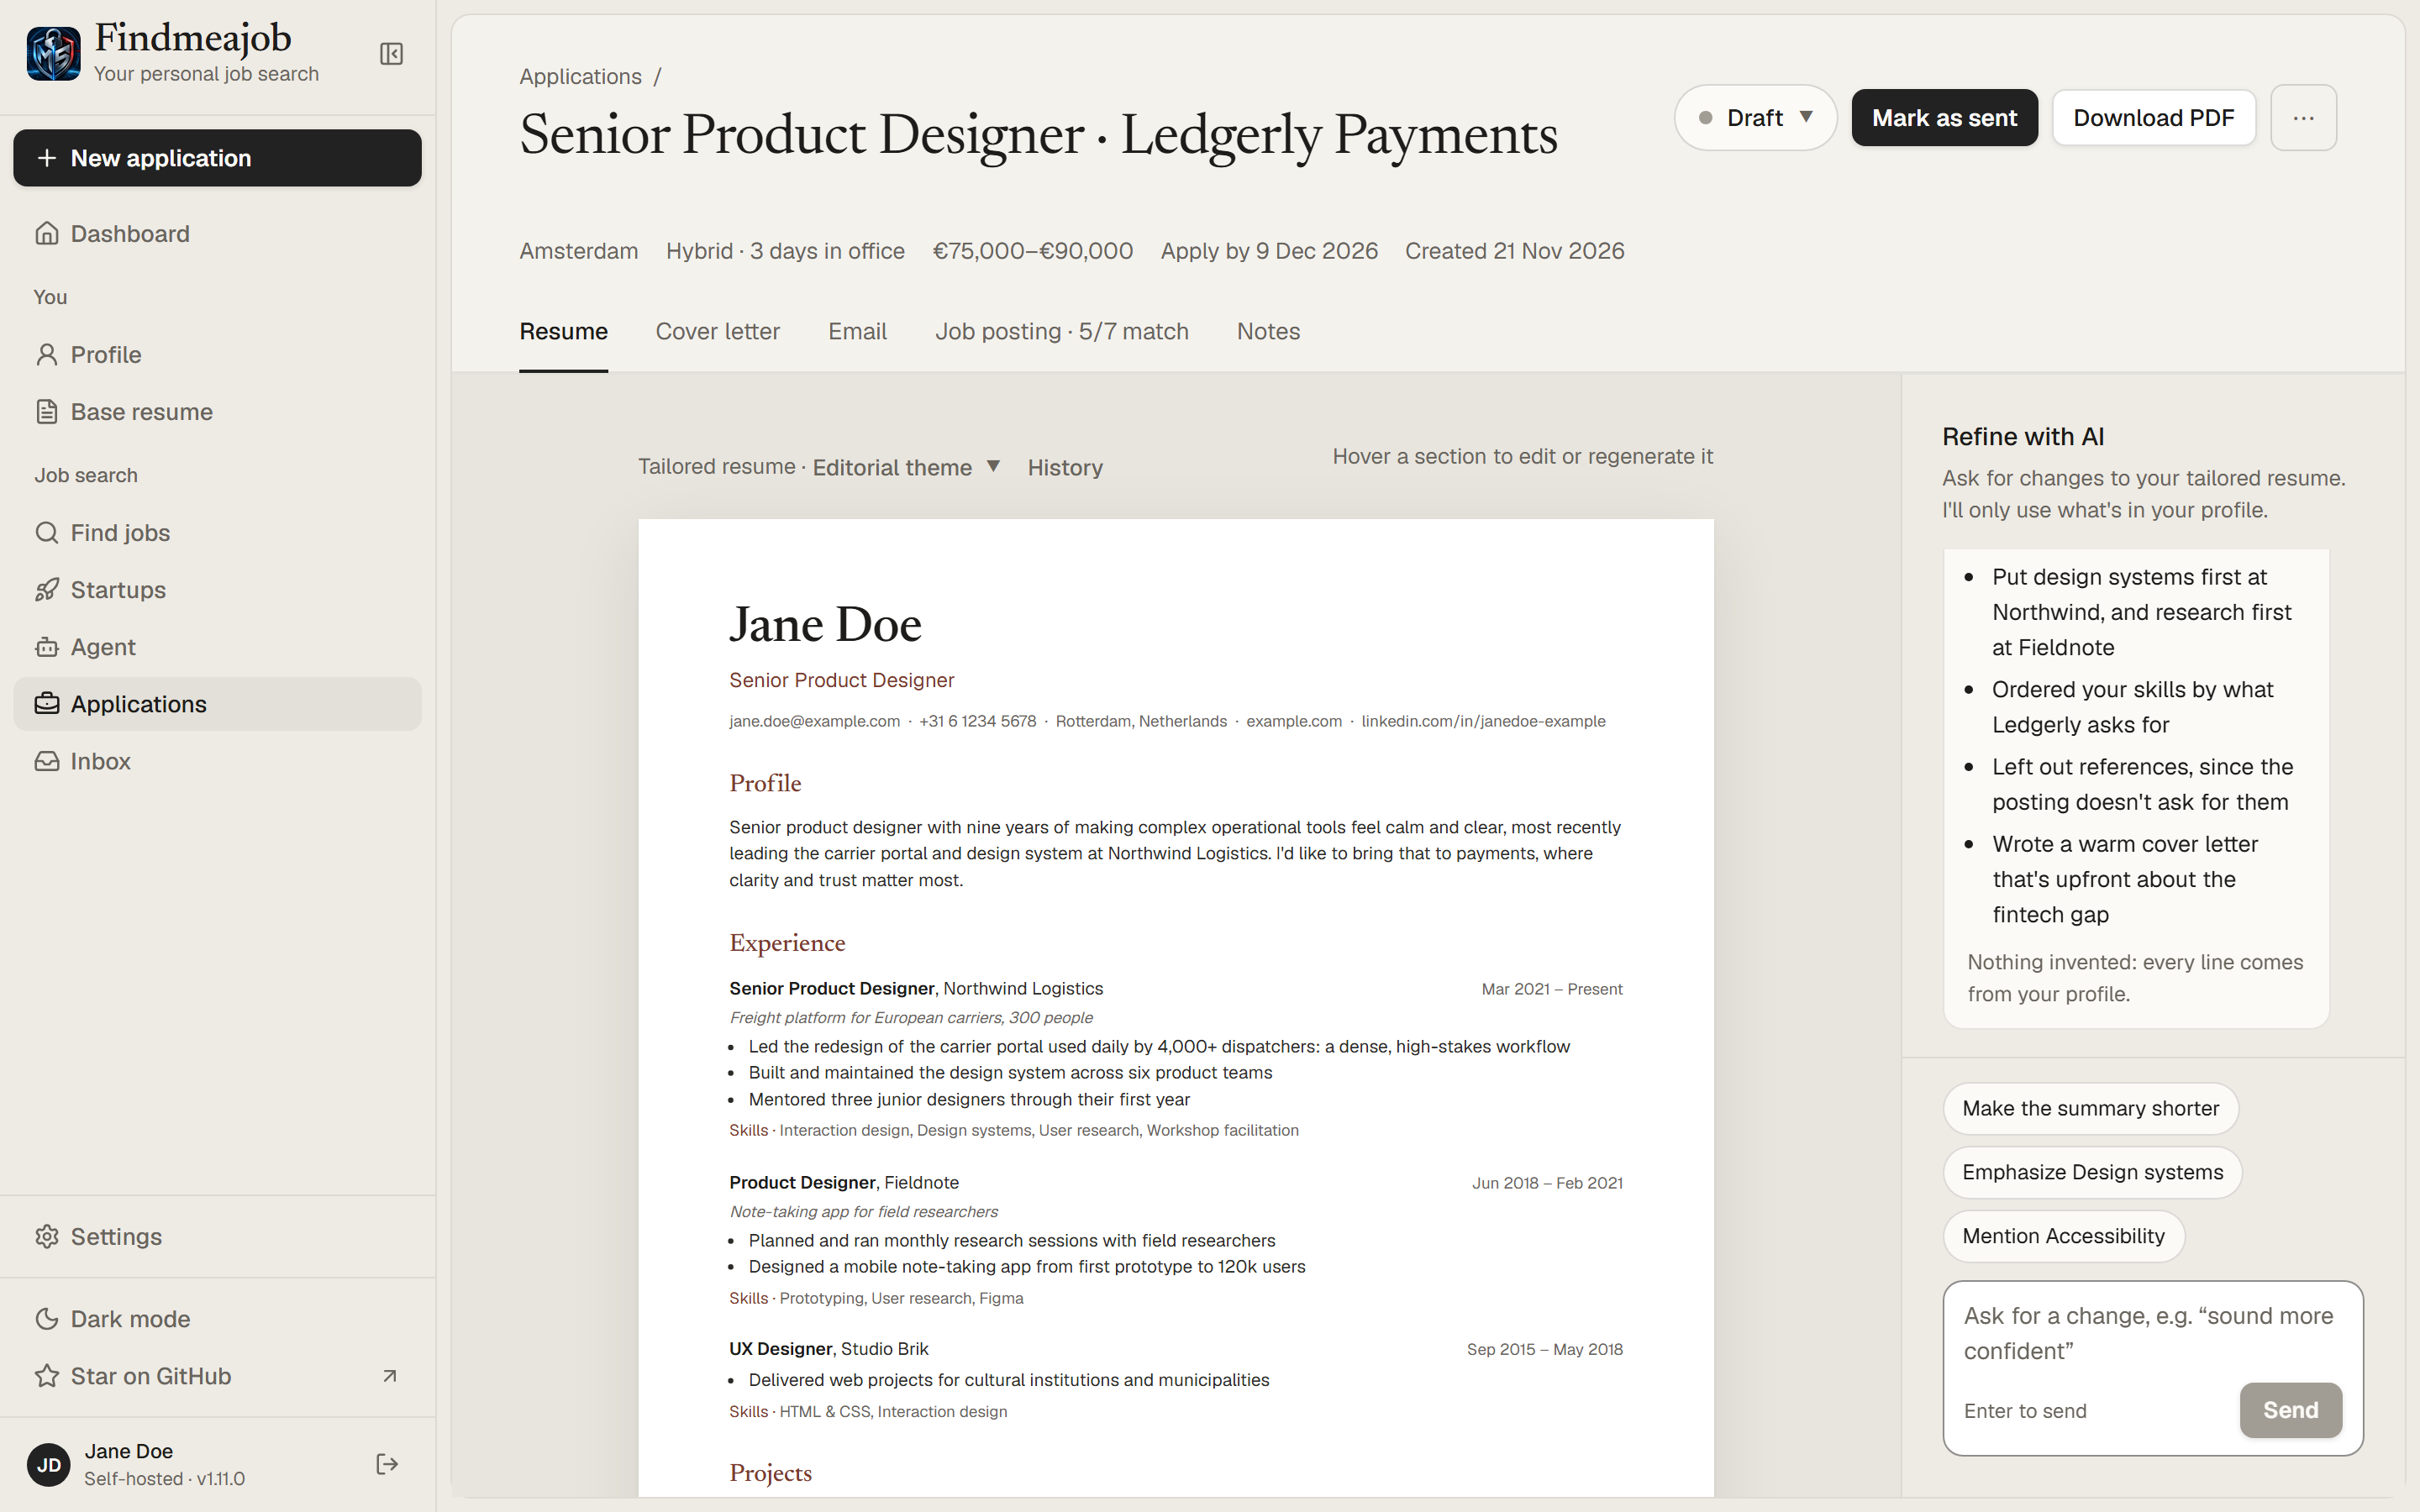 Findmeajob
Your personal job search
New application
Dashboard
You
Profile
Base resume
Job search
Find jobs
Startups
Agent
Applications
Inbox
Settings
Dark mode
Star on GitHub
JD
Jane Doe
Self-hosted · v1.11.0
Applications /
Senior Product Designer · Ledgerly Payments
Draft
Mark as sent
Download PDF
···
Amsterdam Hybrid · 3 days in office €75,000–€90,000 Apply by 9 Dec 2026 Created 21 Nov 2026
Resume Cover letter Email Job posting · 5/7 match Notes
Tailored resume · Editorial theme ▼ History
Hover a section to edit or regenerate it
Jane Doe
Senior Product Designer
jane.doe@example.com · +31 6 1234 5678 · Rotterdam, Netherlands · example.com · linkedin.com/in/janedoe-example
Profile
Senior product designer with nine years of making complex operational tools feel calm and clear, most recently
leading the carrier portal and design system at Northwind Logistics. I'd like to bring that to payments, where
clarity and trust matter most.
Experience
Senior Product Designer, Northwind Logistics Mar 2021 – Present
Freight platform for European carriers, 300 people
• Led the redesign of the carrier portal used daily by 4,000+ dispatchers: a dense, high-stakes workflow
• Built and maintained the design system across six product teams
• Mentored three junior designers through their first year
Skills · Interaction design, Design systems, User research, Workshop facilitation
Product Designer, Fieldnote Jun 2018 – Feb 2021
Note-taking app for field researchers
• Planned and ran monthly research sessions with field researchers
• Designed a mobile note-taking app from first prototype to 120k users
Skills · Prototyping, User research, Figma
UX Designer, Studio Brik Sep 2015 – May 2018
• Delivered web projects for cultural institutions and municipalities
Skills · HTML & CSS, Interaction design
Projects
Refine with AI
Ask for changes to your tailored resume.
I'll only use what's in your profile.
• Put design systems first at
Northwind, and research first
at Fieldnote
• Ordered your skills by what
Ledgerly asks for
• Left out references, since the
posting doesn't ask for them
• Wrote a warm cover letter
that's upfront about the
fintech gap
Nothing invented: every line comes
from your profile.
Make the summary shorter
Emphasize Design systems
Mention Accessibility
Ask for a change, e.g. “sound more
confident”
Enter to send
Send